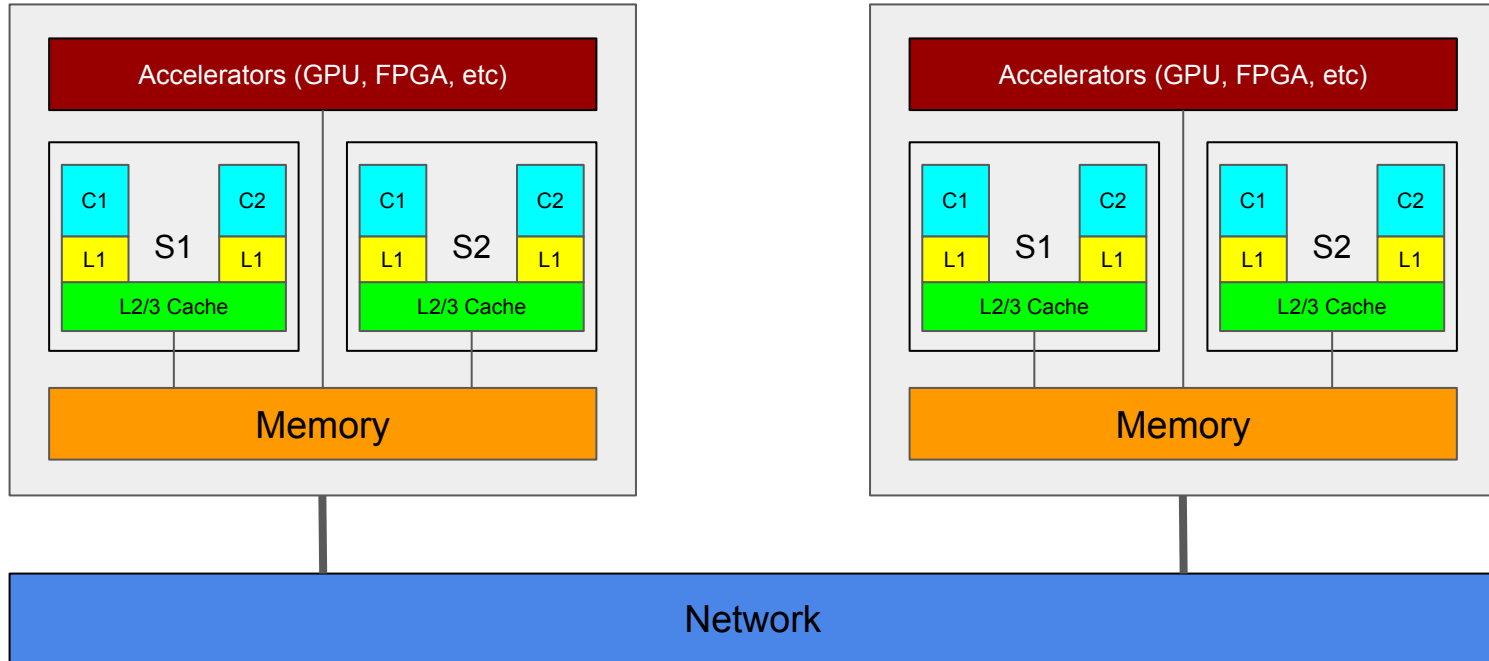 Accelerators (GPU, FPGA, etc)
C1
C2
S1
L1
L1
L2/3 Cache
C1
C2
S2
L1
L1
L2/3 Cache
Memory
Accelerators (GPU, FPGA, etc)
C1
C2
S1
L1
L1
L2/3 Cache
C1
C2
S2
L1
L1
L2/3 Cache
Memory
Network